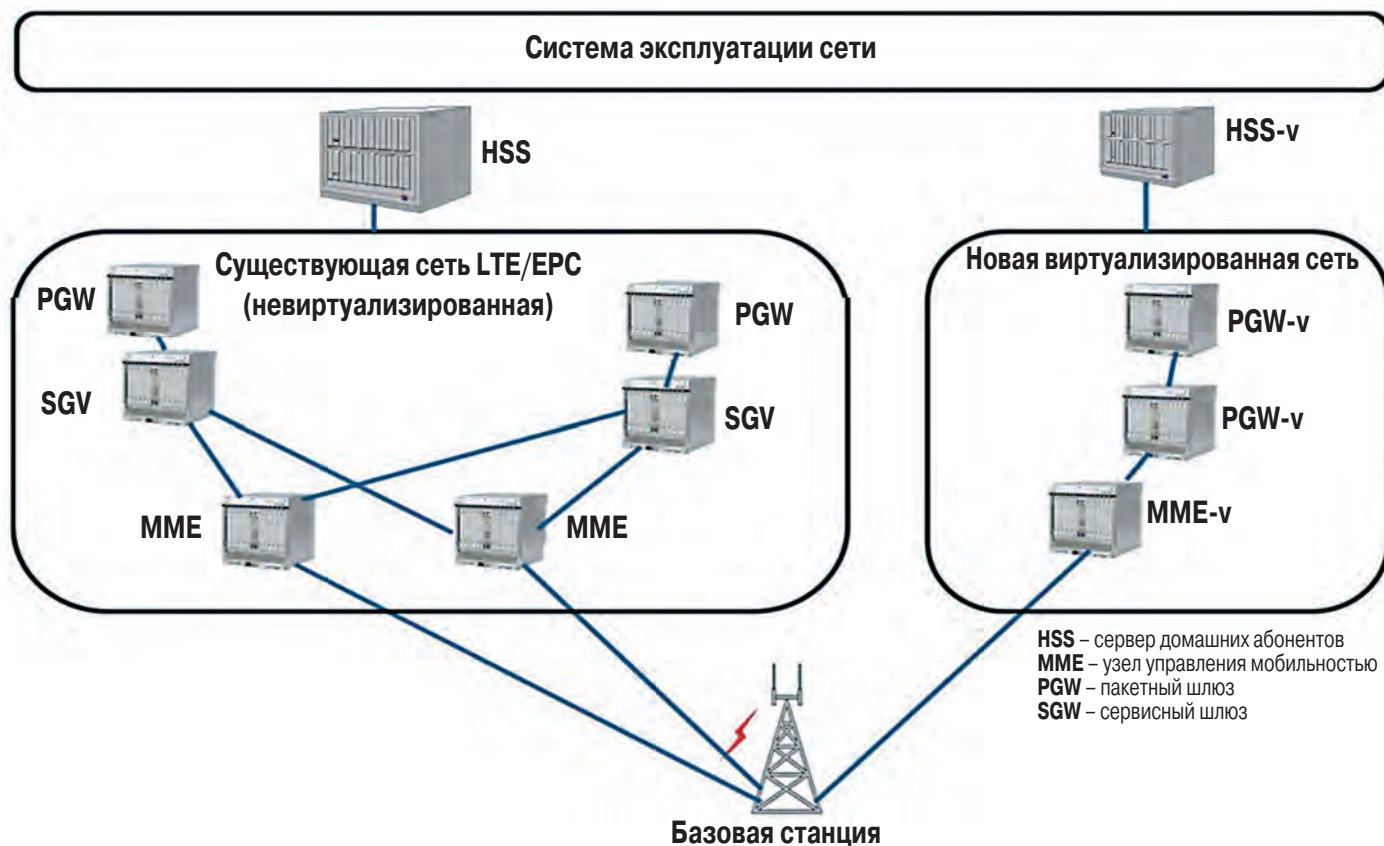 Система эксплуатации сети
HSS
HSS-v
Существующая сеть LTE/EPC
(невиртуализированная)
PGW
PGW
SGV
SGV
MME
MME
Новая виртуализированная сеть
PGW-v
PGW-v
MME-v
HSS – сервер домашних абонентов
MME – узел управления мобильностью
PGW – пакетный шлюз
SGW – сервисный шлюз
Базовая станция